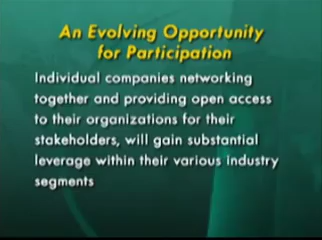 An Evolving Opportunity
for Participation
Individual companies networking
together and providing open access
to their organizations for their
stakeholders, will gain substantial
leverage within their various industry
segments